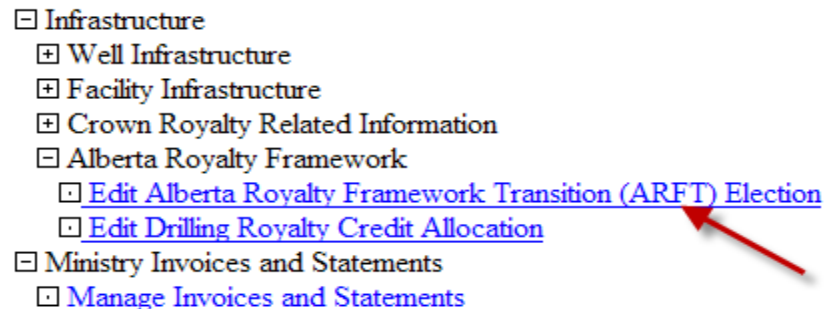 Infrastructure
Well Infrastructure
Facility Infrastructure
Crown Royalty Related Information
Alberta Royalty Framework
Edit Alberta Royalty Framework Transition (ARFT) Election
Edit Drilling Royalty Credit Allocation
Ministry Invoices and Statements
Manage Invoices and Statements